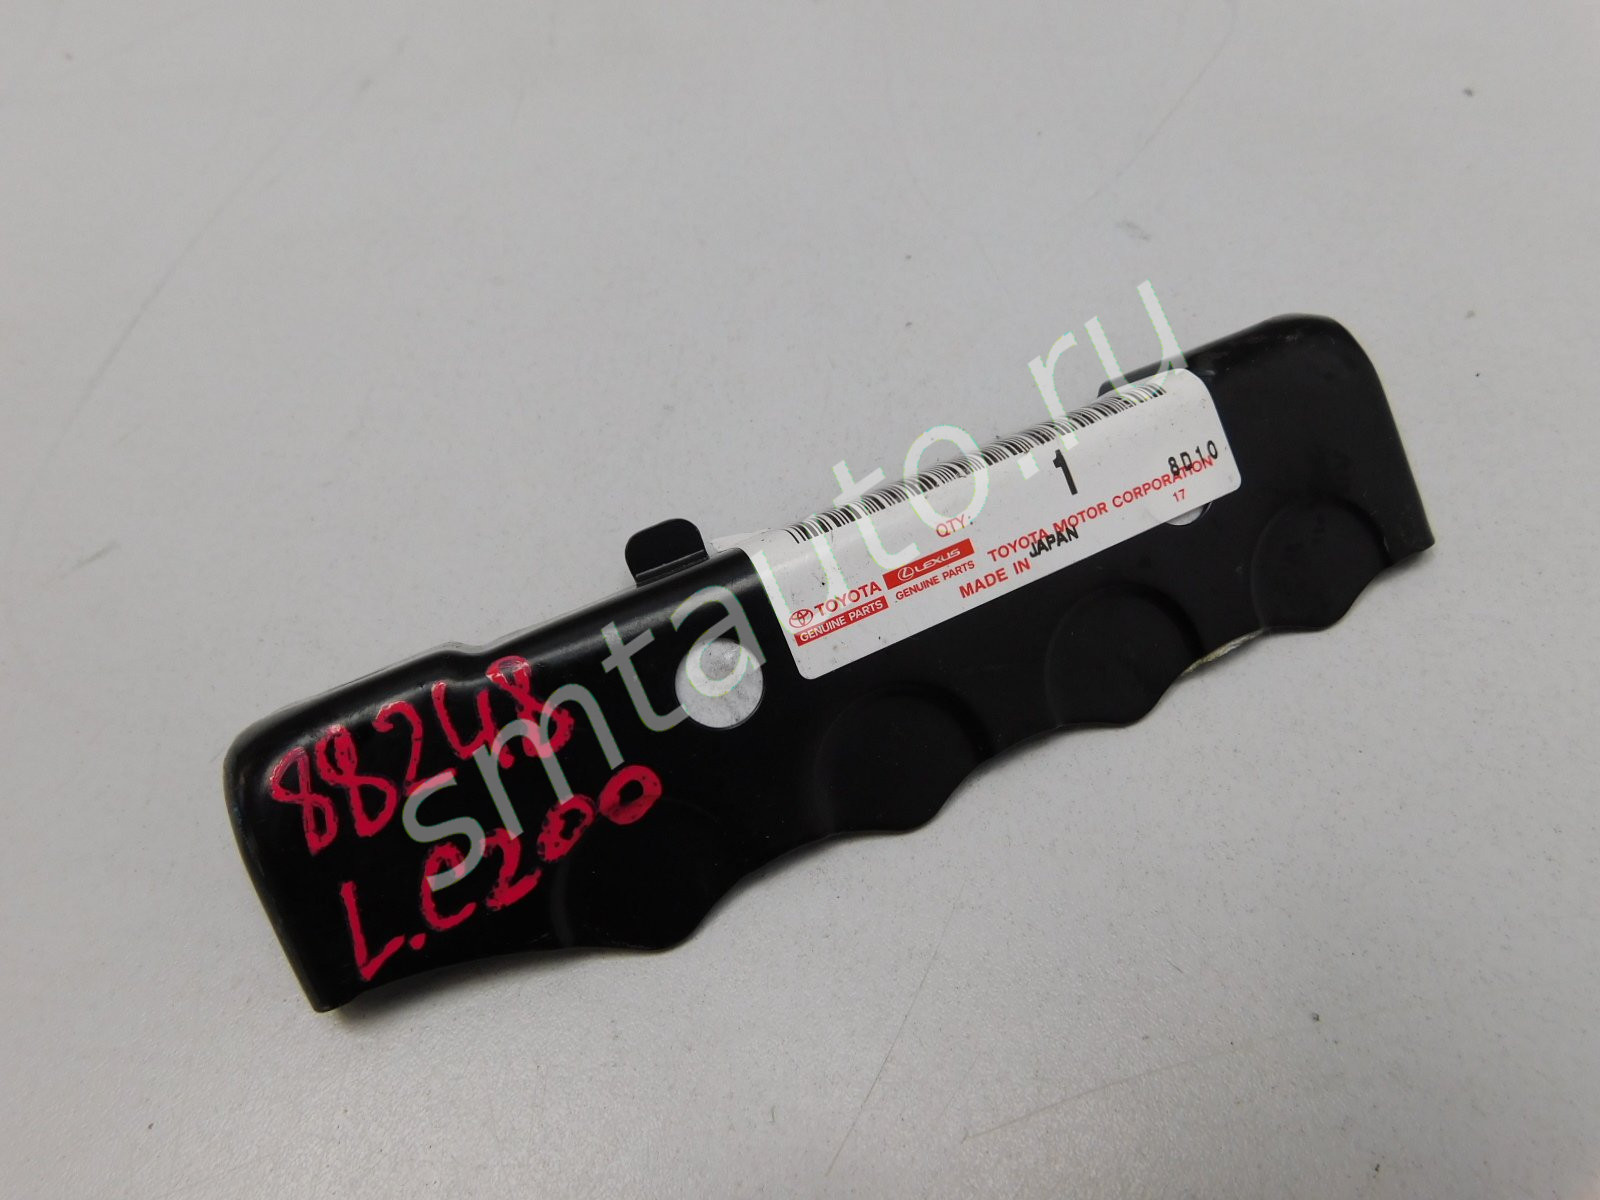 1
8D10
QTY.
TOYOTA
GENUINE PARTS
LEXUS
GENUINE PARTS
TOYOTA MOTOR CORPORATION
17
MADE IN JAPAN
88248
L.C200
smtauto.ru